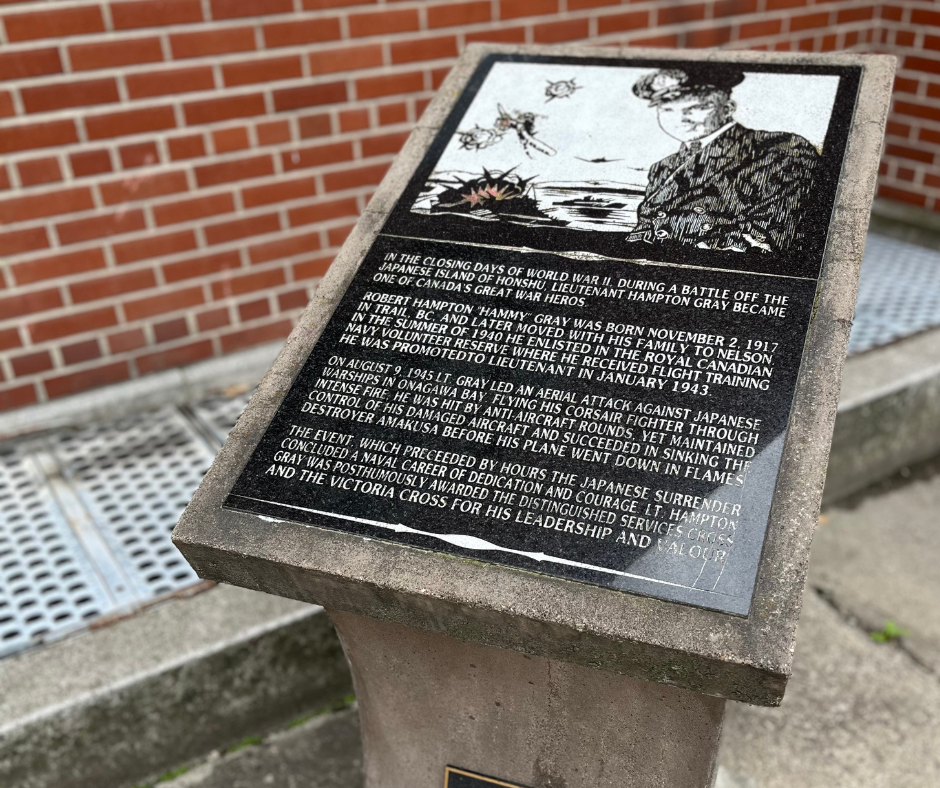 IN THE CLOSING DAYS OF WORLD WAR II, DURING A BATTLE OFF THE
JAPANESE ISLAND OF HONSHU, LIEUTENANT HAMPTON GRAY BECAME
ONE OF CANADA'S GREAT WAR HEROS.
ROBERT HAMPTON "HAMMY" GRAY WAS BORN NOVEMBER 2, 1917
IN TRAIL, BC AND LATER MOVED WITH HIS FAMILY TO NELSON
IN THE SUMMER OF 1940 HE ENLISTED IN THE ROYAL CANADIAN
NAVY VOLUNTEER RESERVE WHERE HE RECEIVED FLIGHT TRAINING
HE WAS PROMOTEDTO LIEUTENANT IN JANUARY 1943.
ON AUGUST 9, 1945 LT. GRAY LED AN AERIAL ATTACK AGAINST JAPANESE
WARSHIPS IN ONAGAWA BAY. FLYING HIS CORSAIR FIGHTER THROUGH
INTENSE FIRE, HE WAS HIT BY ANTI AIRCRAFT ROUNDS, YET MAINTAINED
CONTROL OF HIS DAMAGED AIRCRAFT AND SUCCEEDED IN SINKING THE
DESTROYER AMAKUSA BEFORE HIS PLANE WENT DOWN IN FLAMES
THE EVENT, WHICH PRECEEDED BY HOURS THE JAPANESE SURRENDER
CONCLUDED A NAVAL CAREER OF DEDICATION AND COURAGE. LT. HAMPTON
GRAY WAS POSTHUMOUSLY AWARDED THE DISTINGUISHED SERVICES CROSS
AND THE VICTORIA CROSS FOR HIS LEADERSHIP AND VALOUR.